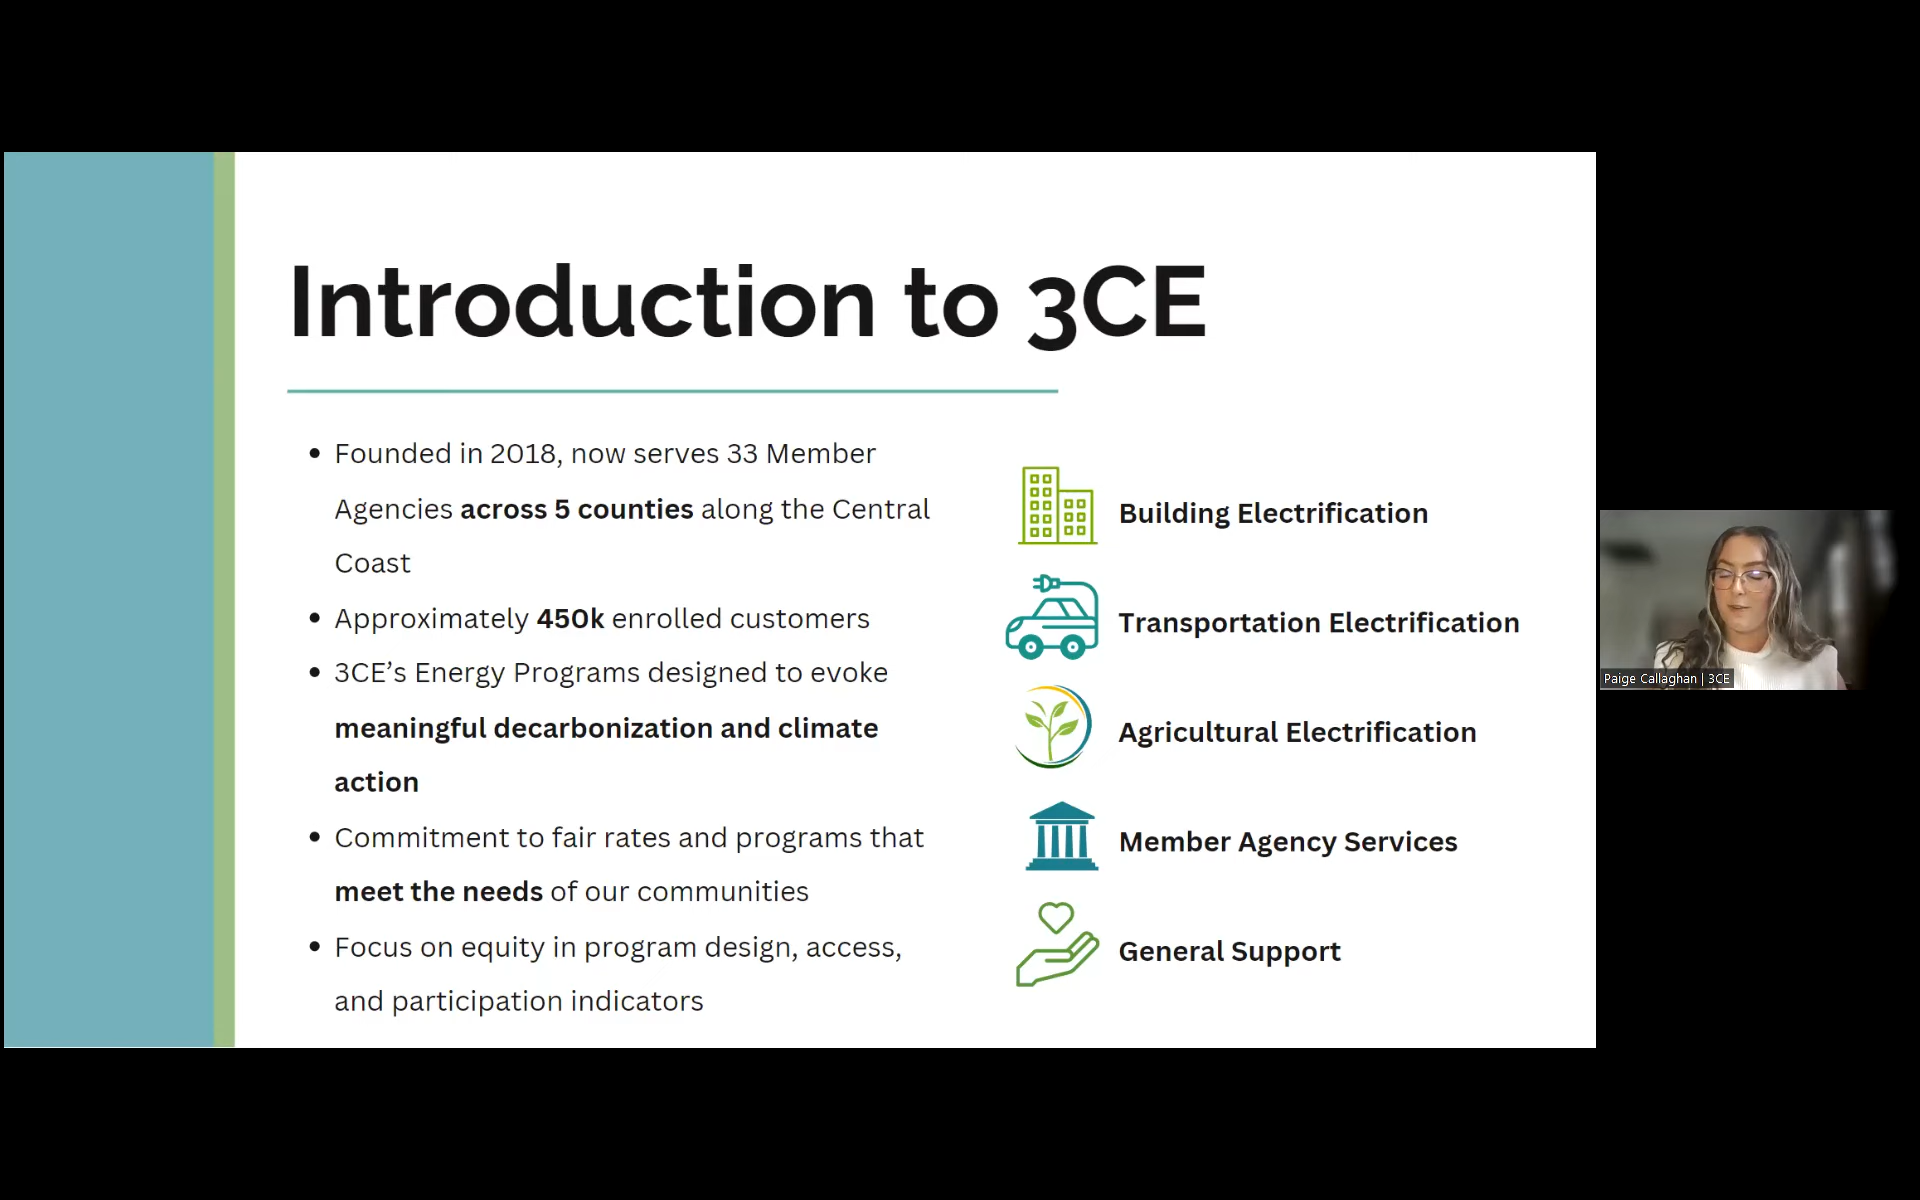 Introduction to 3CE
• Founded in 2018, now serves 33 Member
Agencies across 5 counties along the Central
Coast
• Approximately 450k enrolled customers
• 3CE’s Energy Programs designed to evoke
meaningful decarbonization and climate
action
• Commitment to fair rates and programs that
meet the needs of our communities
• Focus on equity in program design, access,
and participation indicators
Building Electrification
Transportation Electrification
Agricultural Electrification
Member Agency Services
General Support
Paige Callaghan | 3CE